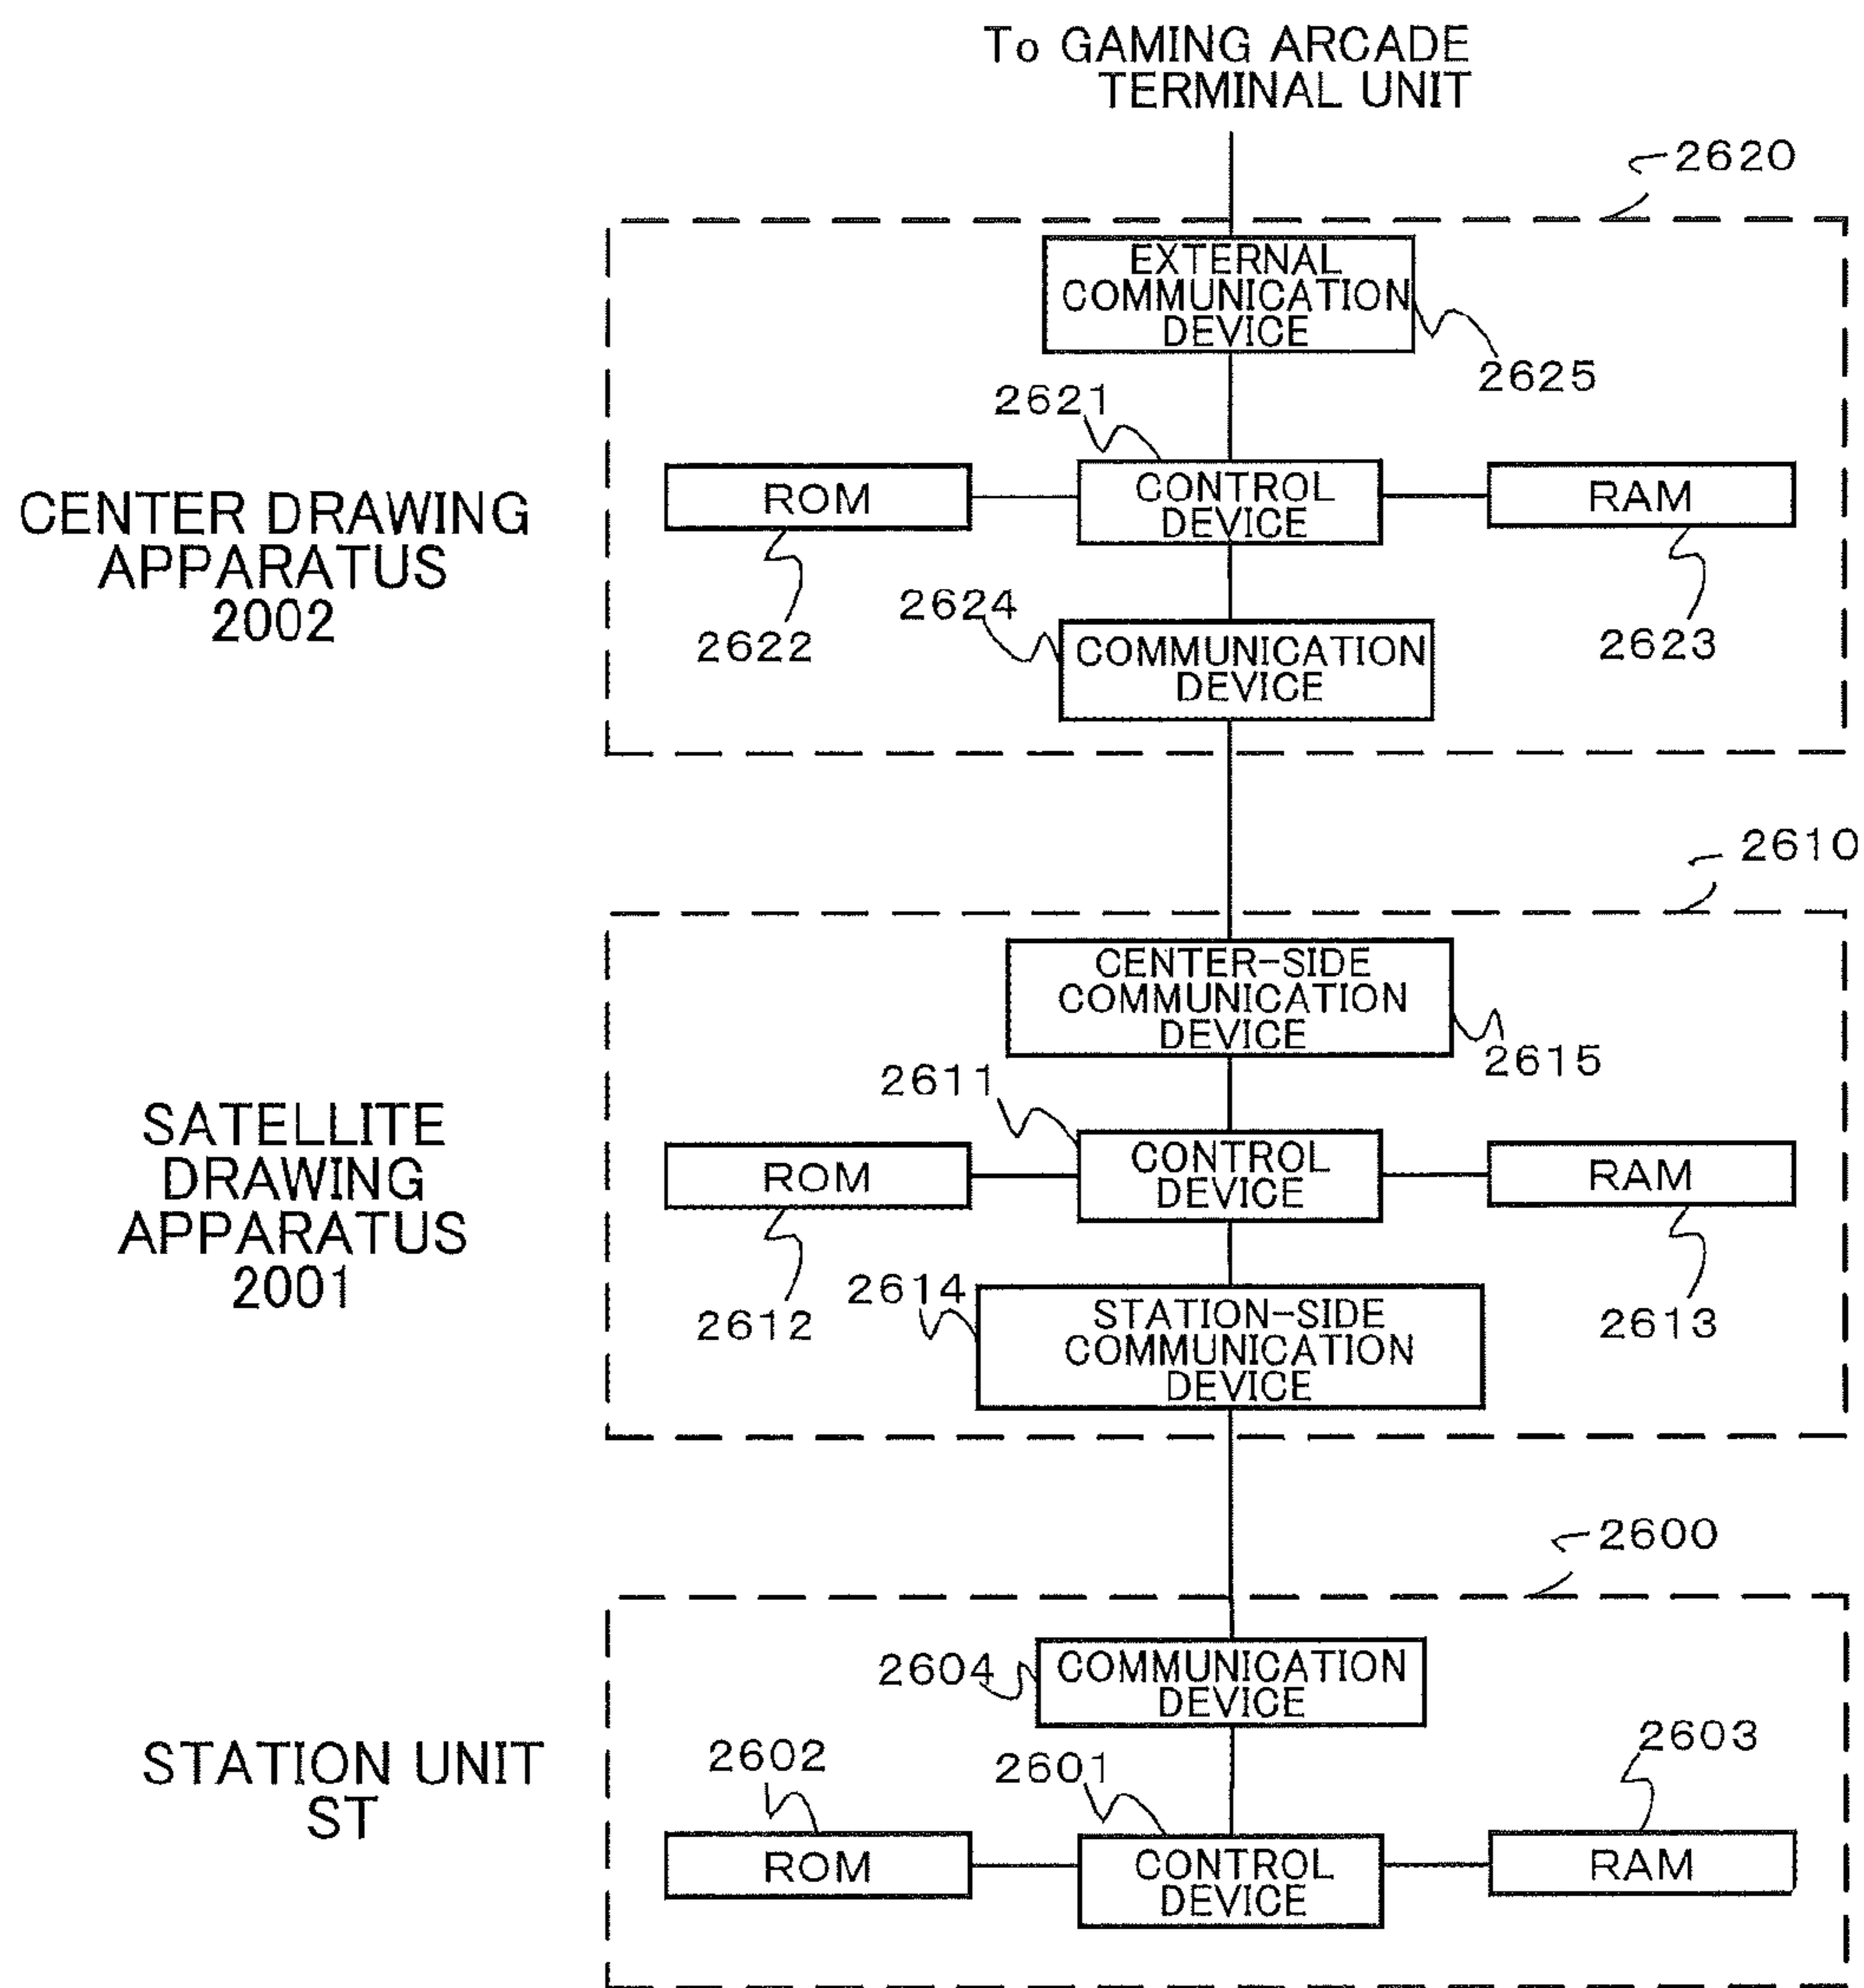 To GAMING ARCADE
TERMINAL UNIT
2620
EXTERNAL
COMMUNICATION
DEVICE
2625
2621
ROM
CONTROL
DEVICE
RAM
CENTER DRAWING
APPARATUS
2002
2622
2624
2623
COMMUNICATION
DEVICE
2610
CENTER-SIDE
COMMUNICATION
DEVICE
2615
2611
SATELLITE
DRAWING
APPARATUS
2001
ROM
CONTROL
DEVICE
RAM
2612
2614
2613
STATION-SIDE
COMMUNICATION
DEVICE
2600
2604
COMMUNICATION
DEVICE
STATION UNIT
ST
2602
2601
2603
ROM
CONTROL
DEVICE
RAM